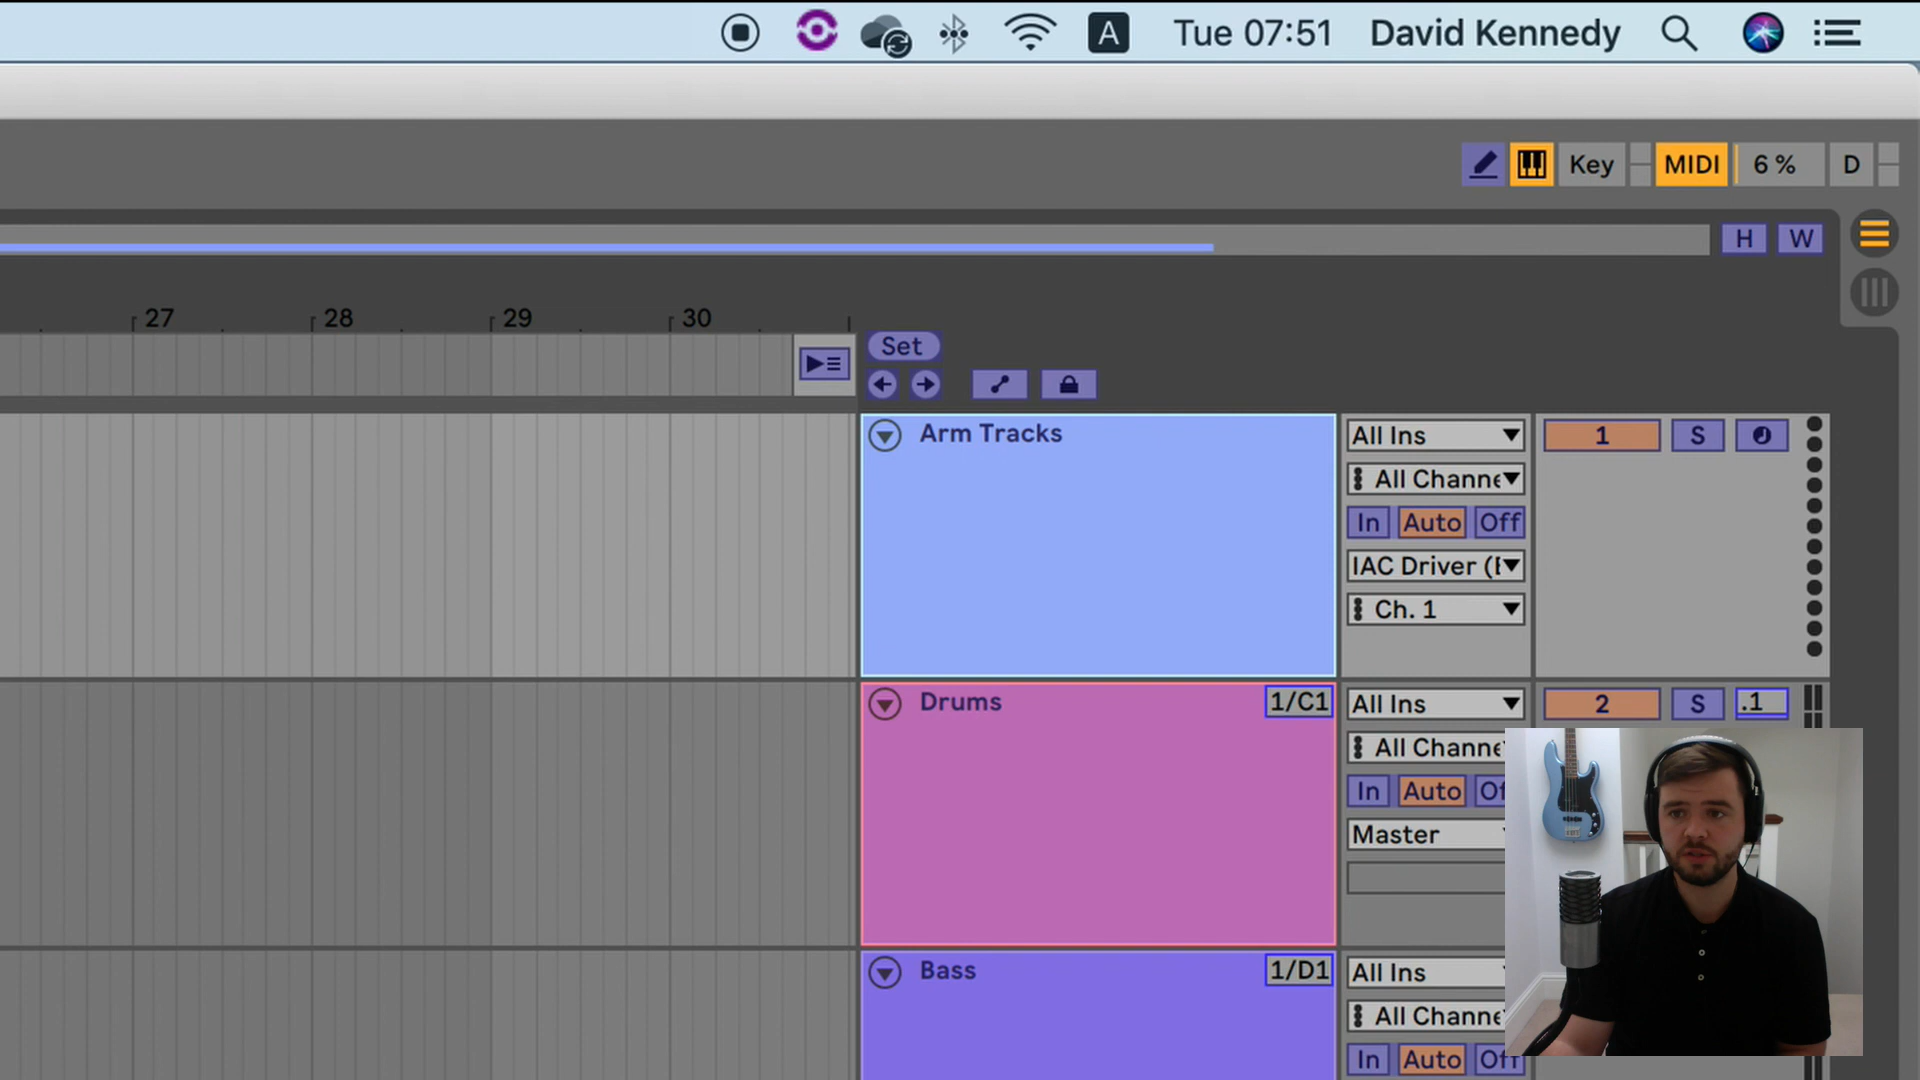 A Tue 07:51 David Kennedy
Key MIDI 6 % D
H W
27 28 29 30
Set
Arm Tracks All Ins 1 S
All Channe
In Auto Off
IAC Driver (
Ch. 1
Drums 1/C1 All Ins 2 S .1
All Channe
In Auto Of
Master
Bass 1/D1 All Ins
All Channe
In Auto Off